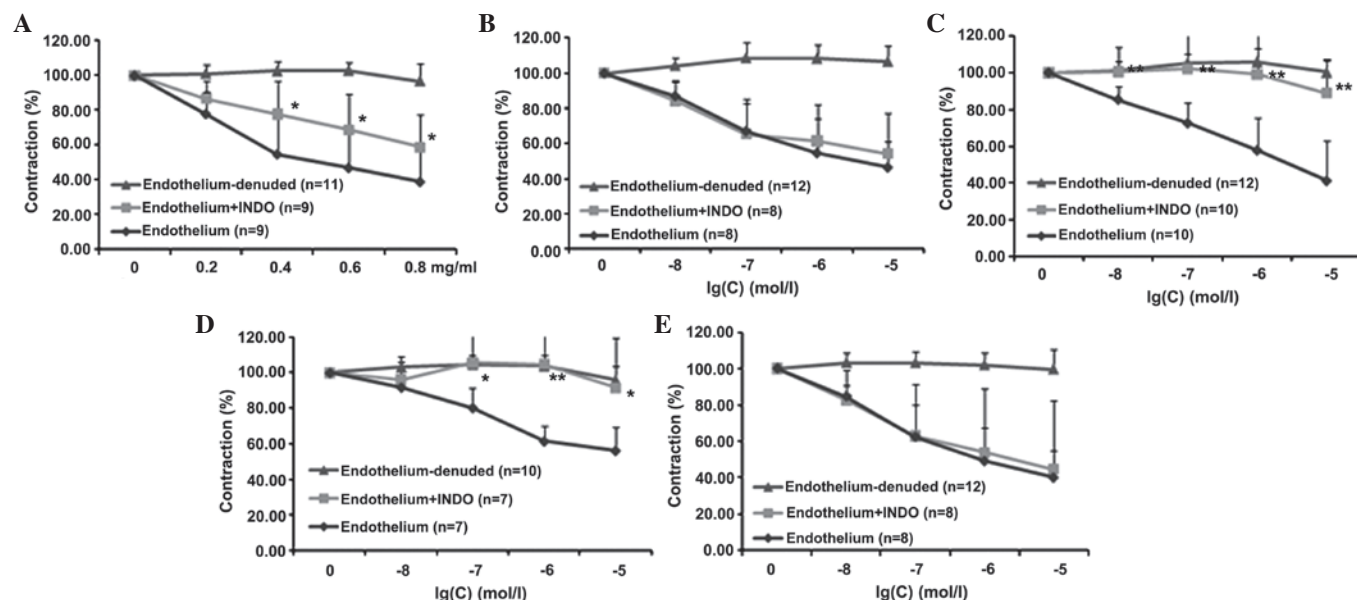 A
120.00
100.00
80.00
60.00
40.00
20.00
0.00
Contraction (%)
* * *
Endothelium-denuded (n=11)
Endothelium+INDO (n=9)
Endothelium (n=9)
0 0.2 0.4 0.6 0.8 mg/ml
B
120.00
100.00
80.00
60.00
40.00
20.00
0.00
Contraction (%)
Endothelium-denuded (n=12)
Endothelium+INDO (n=8)
Endothelium (n=8)
0 -8 -7 -6 -5
lg(C) (mol/l)
C
120.00
100.00
80.00
60.00
40.00
20.00
0.00
Contraction (%)
** ** ** **
Endothelium-denuded (n=12)
Endothelium+INDO (n=10)
Endothelium (n=10)
0 -8 -7 -6 -5
lg(C) (mol/l)
D
120.00
100.00
80.00
60.00
40.00
20.00
0.00
Contraction (%)
* ** *
Endothelium-denuded (n=10)
Endothelium+INDO (n=7)
Endothelium (n=7)
0 -8 -7 -6 -5
lg(C) (mol/l)
E
120.00
100.00
80.00
60.00
40.00
20.00
0.00
Contraction (%)
Endothelium-denuded (n=12)
Endothelium+INDO (n=8)
Endothelium (n=8)
0 -8 -7 -6 -5
lg(C) (mol/l)